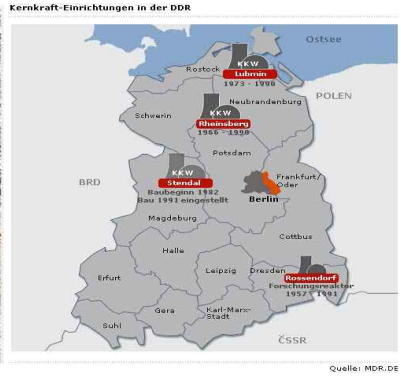 Kernkraft-Einrichtungen in der DDR
Ostsee
KKW
Rostock
Lubmin
1973 - 1990
POLEN
Neubrandenburg
KKW
Schwerin
Rheinsberg
1966 - 1990
Potsdam
KKW
Frankfurt/
Oder
BRD
Stendal
Baubeginn 1982
Bau 1991 eingestellt
Berlin
Magdeburg
Cottbus
Halle
Leipzig
Dresden
Rossendorf
Erfurt
Forschungsreaktor
1957 - 1991
Gera
Karl-Marx-
Stadt
Suhl
ČSSR
Quelle: MDR.DE